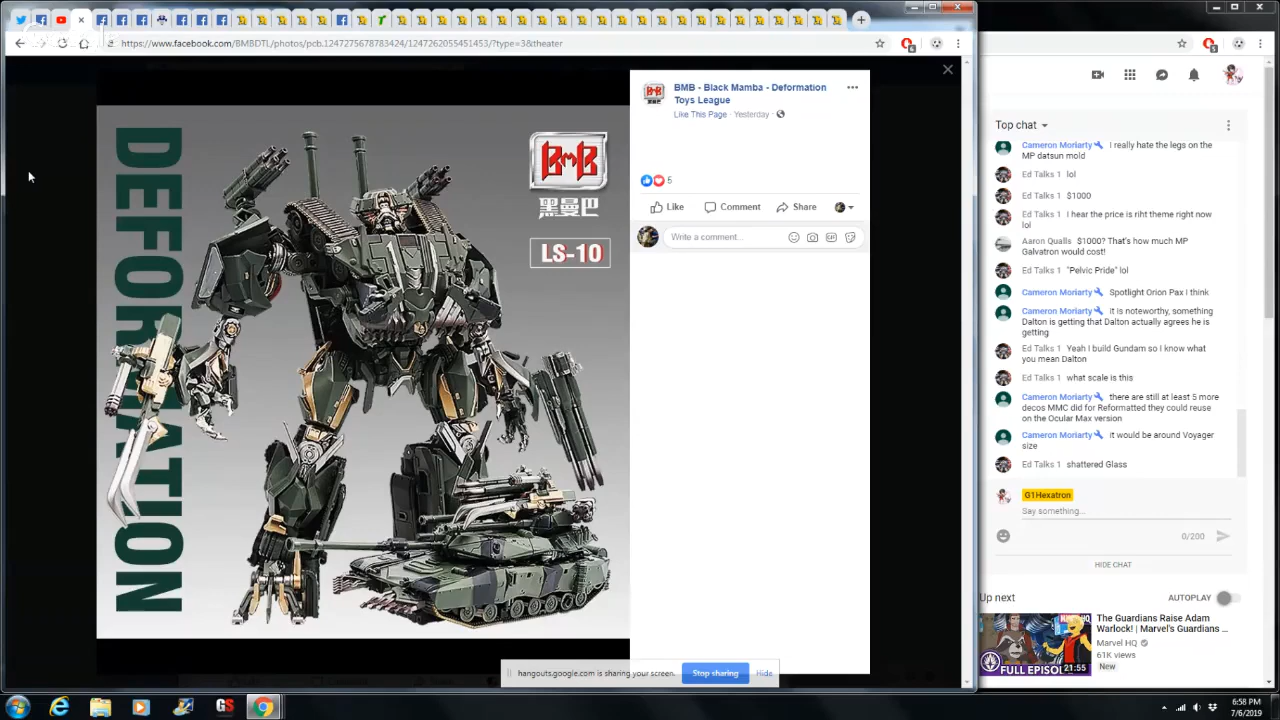 https://www.facebook.com/BMBDTL/photos/pcb.1247275678783424/1247262055451453/?type=3&theater
6
5
DEFORMATION
BMB
黑曼巴
LS-10
BMB - Black Mamba - Deformation
Toys League
Like This Page · Yesterday ·
5
Like
Comment
Share
Write a comment...
GIF
Top chat
Cameron Moriarty I really hate the legs on the
MP datsun mold
Ed Talks 1 lol
Ed Talks 1 $1000
Ed Talks 1 I hear the price is riht theme right now
lol
Aaron Qualls $1000? That's how much MP
Galvatron would cost!
Ed Talks 1 "Pelvic Pride" lol
Cameron Moriarty Spotlight Orion Pax I think
Cameron Moriarty it is noteworthy, something
Dalton is getting that Dalton actually agrees he is
getting
Ed Talks 1 Yeah I build Gundam so I know what
you mean Dalton
Ed Talks 1 what scale is this
Cameron Moriarty there are still at least 5 more
decos MMC did for Reformatted they could reuse
on the Ocular Max version
Cameron Moriarty it would be around Voyager
size
Ed Talks 1 shattered Glass
G1Hexatron
Say something...
0/200
HIDE CHAT
Up next
AUTOPLAY
The Guardians Raise Adam
Warlock! | Marvel's Guardians ...
Marvel HQ
61K views
New
FULL EPISO
21:55
hangouts.google.com is sharing your screen.
Stop sharing
Hide
GS
6:58 PM
7/6/2019